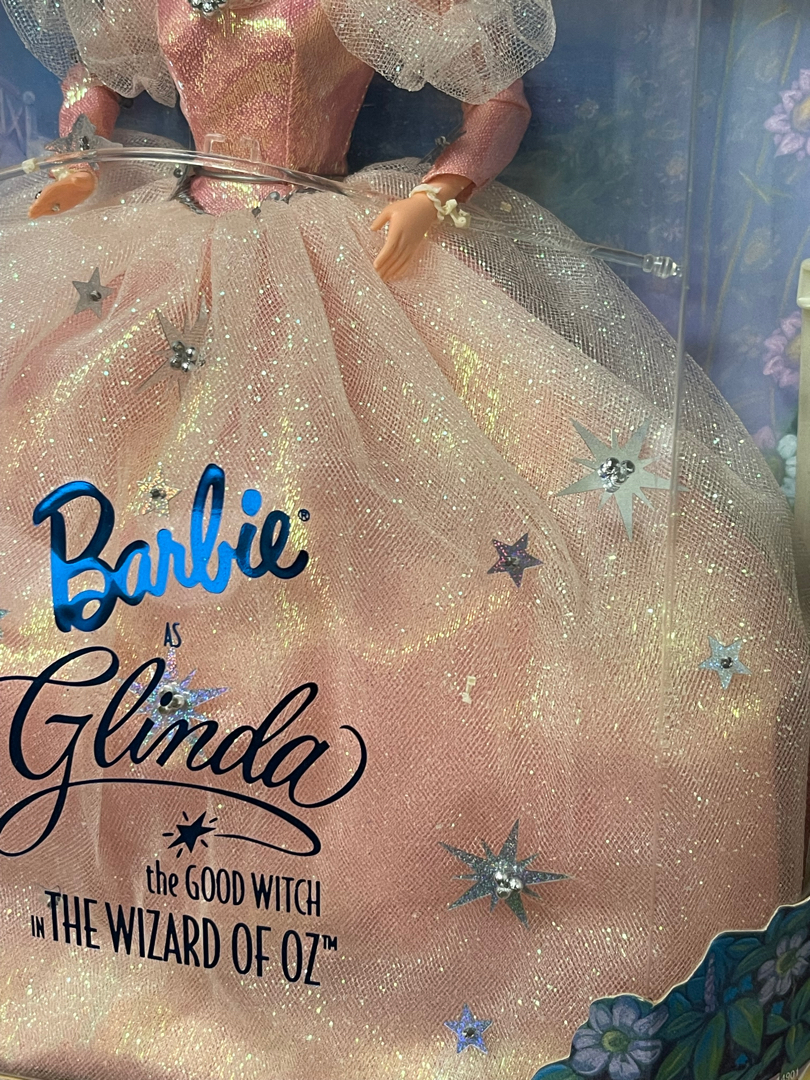 Barbie®
AS
Glinda
the GOOD WITCH
IN THE WIZARD OF OZ™